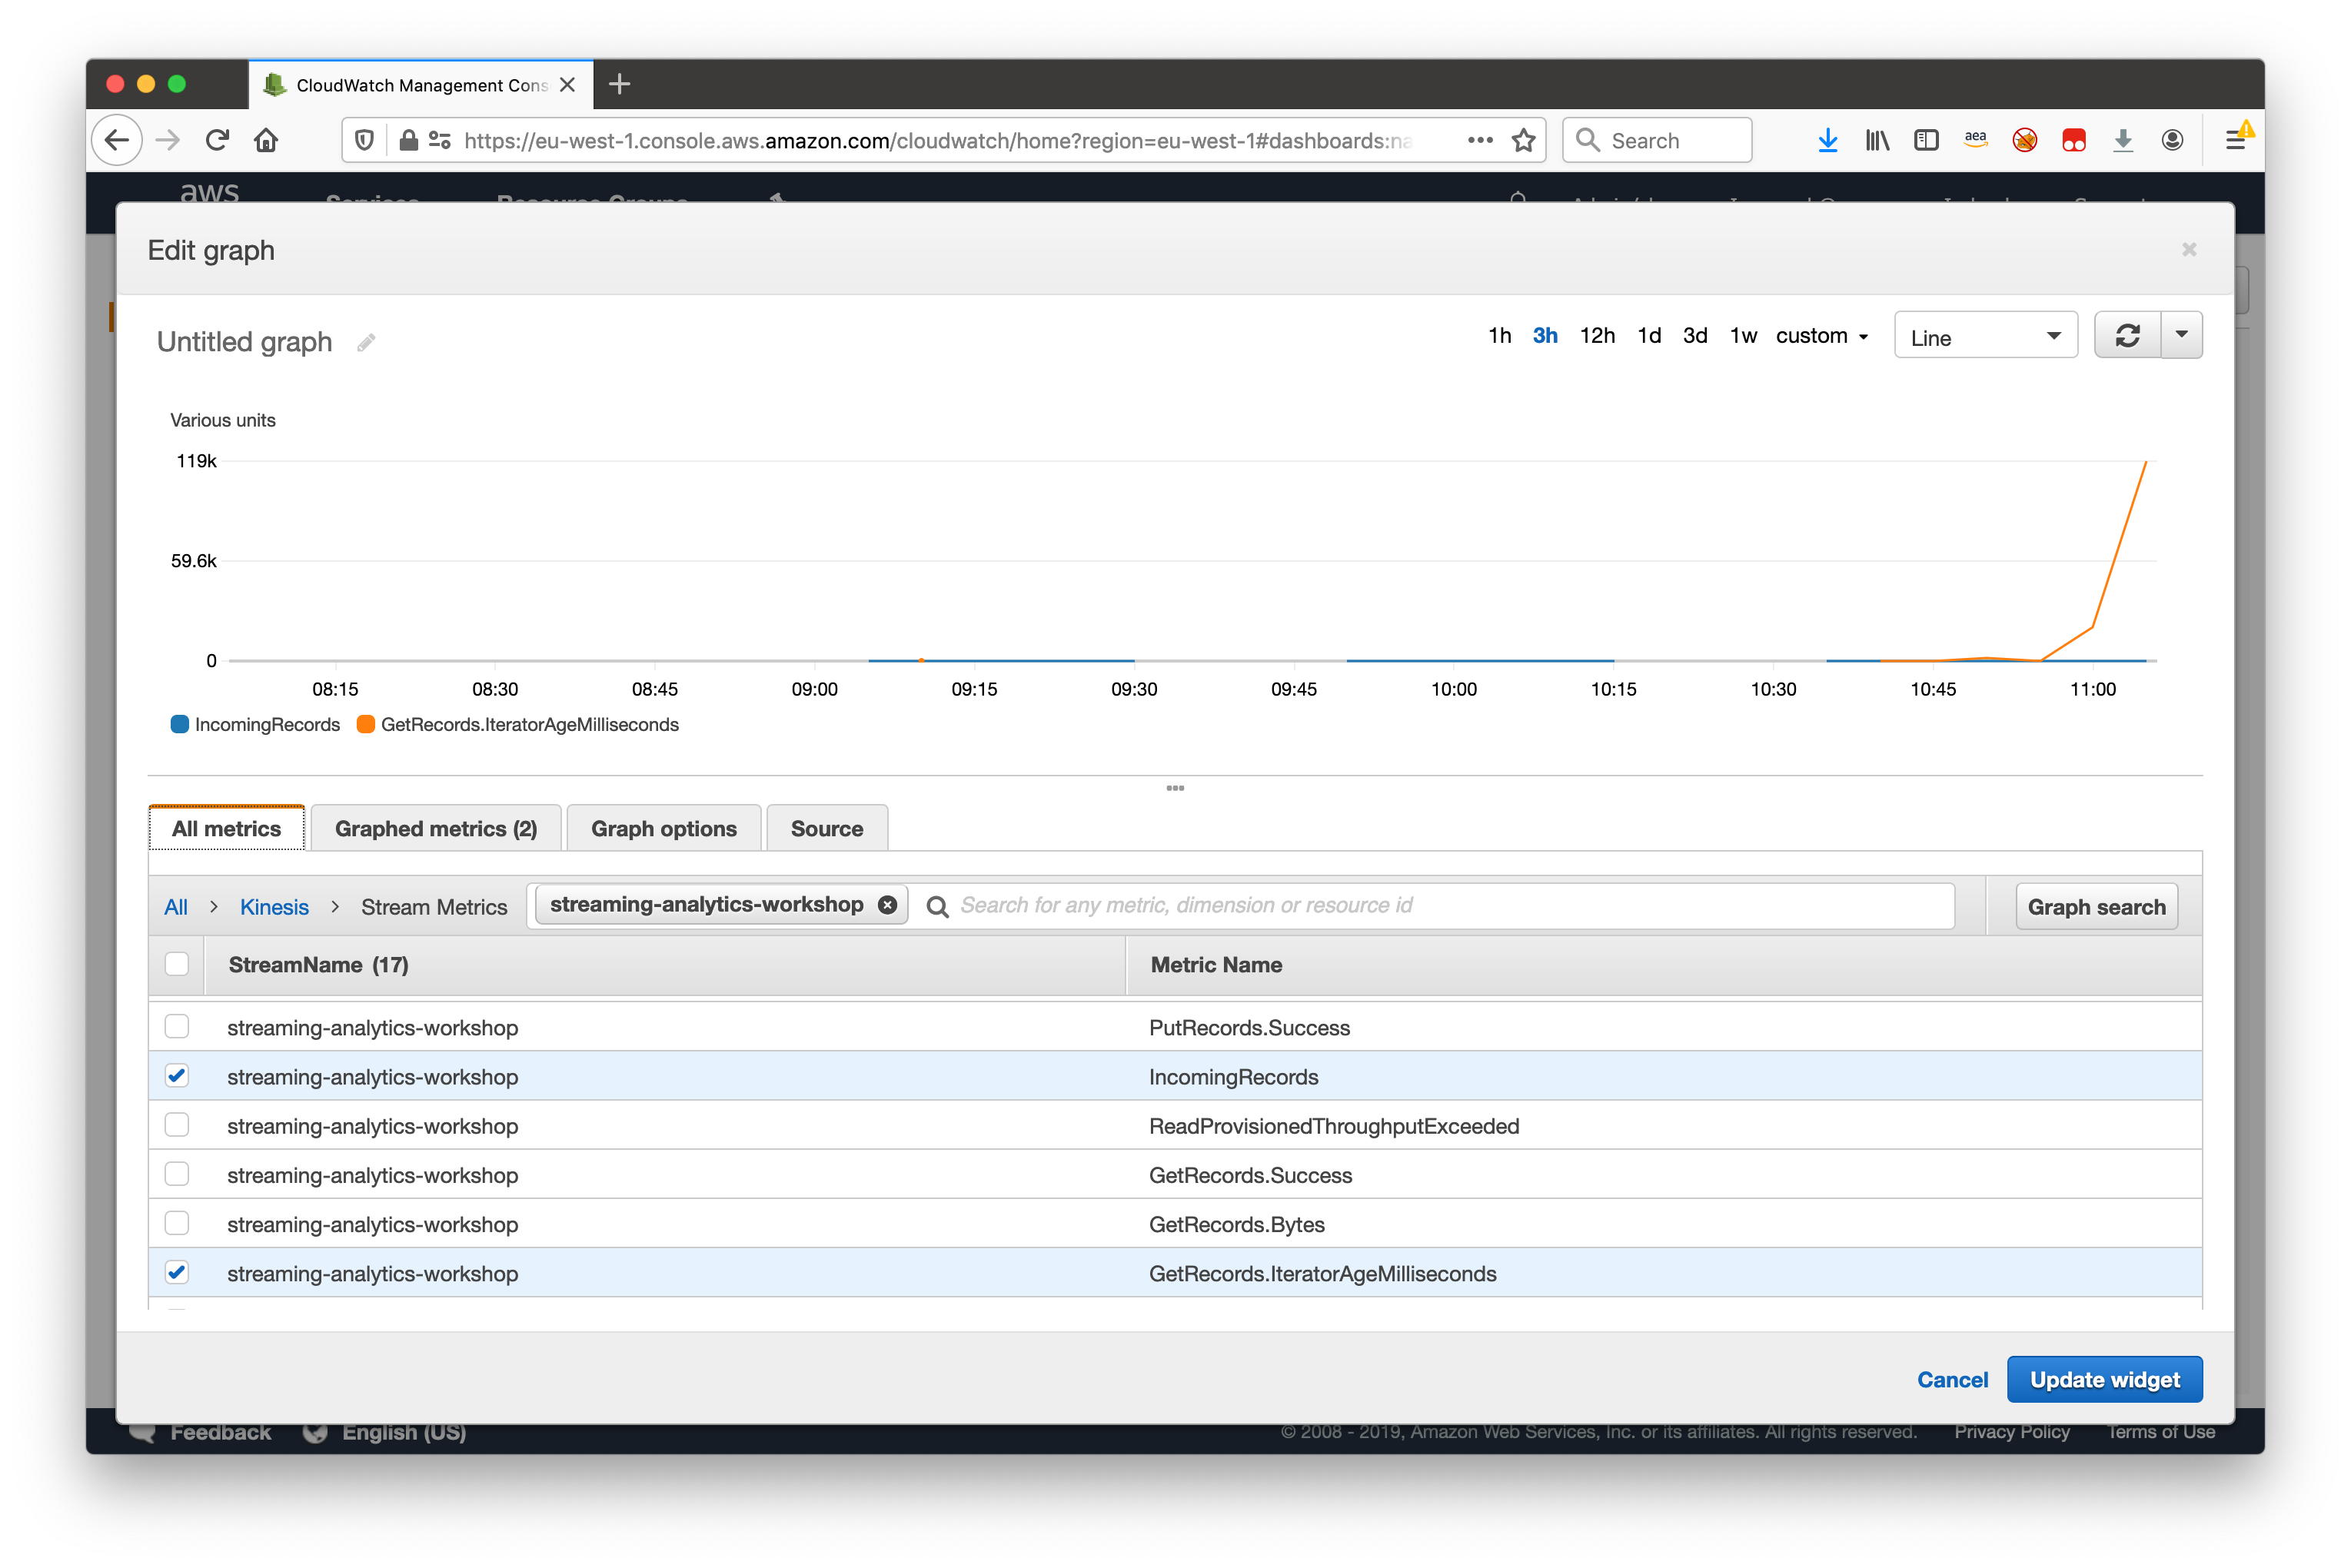 CloudWatch Management Cons
https://eu-west-1.console.aws.amazon.com/cloudwatch/home?region=eu-west-1#dashboards:na
Search
aea
aws Services Resource Groups
Edit graph
Untitled graph
1h 3h 12h 1d 3d 1w custom
Line
Various units
119k
59.6k
0
08:15 08:30 08:45 09:00 09:15 09:30 09:45 10:00 10:15 10:30 10:45 11:00
IncomingRecords GetRecords.IteratorAgeMilliseconds
All metrics Graphed metrics (2) Graph options Source
All > Kinesis > Stream Metrics streaming-analytics-workshop Search for any metric, dimension or resource id Graph search
StreamName (17) Metric Name
streaming-analytics-workshop PutRecords.Success
streaming-analytics-workshop IncomingRecords
streaming-analytics-workshop ReadProvisionedThroughputExceeded
streaming-analytics-workshop GetRecords.Success
streaming-analytics-workshop GetRecords.Bytes
streaming-analytics-workshop GetRecords.IteratorAgeMilliseconds
Cancel Update widget
Feedback English (US) © 2008 - 2019, Amazon Web Services, Inc. or its affiliates. All rights reserved. Privacy Policy Terms of Use